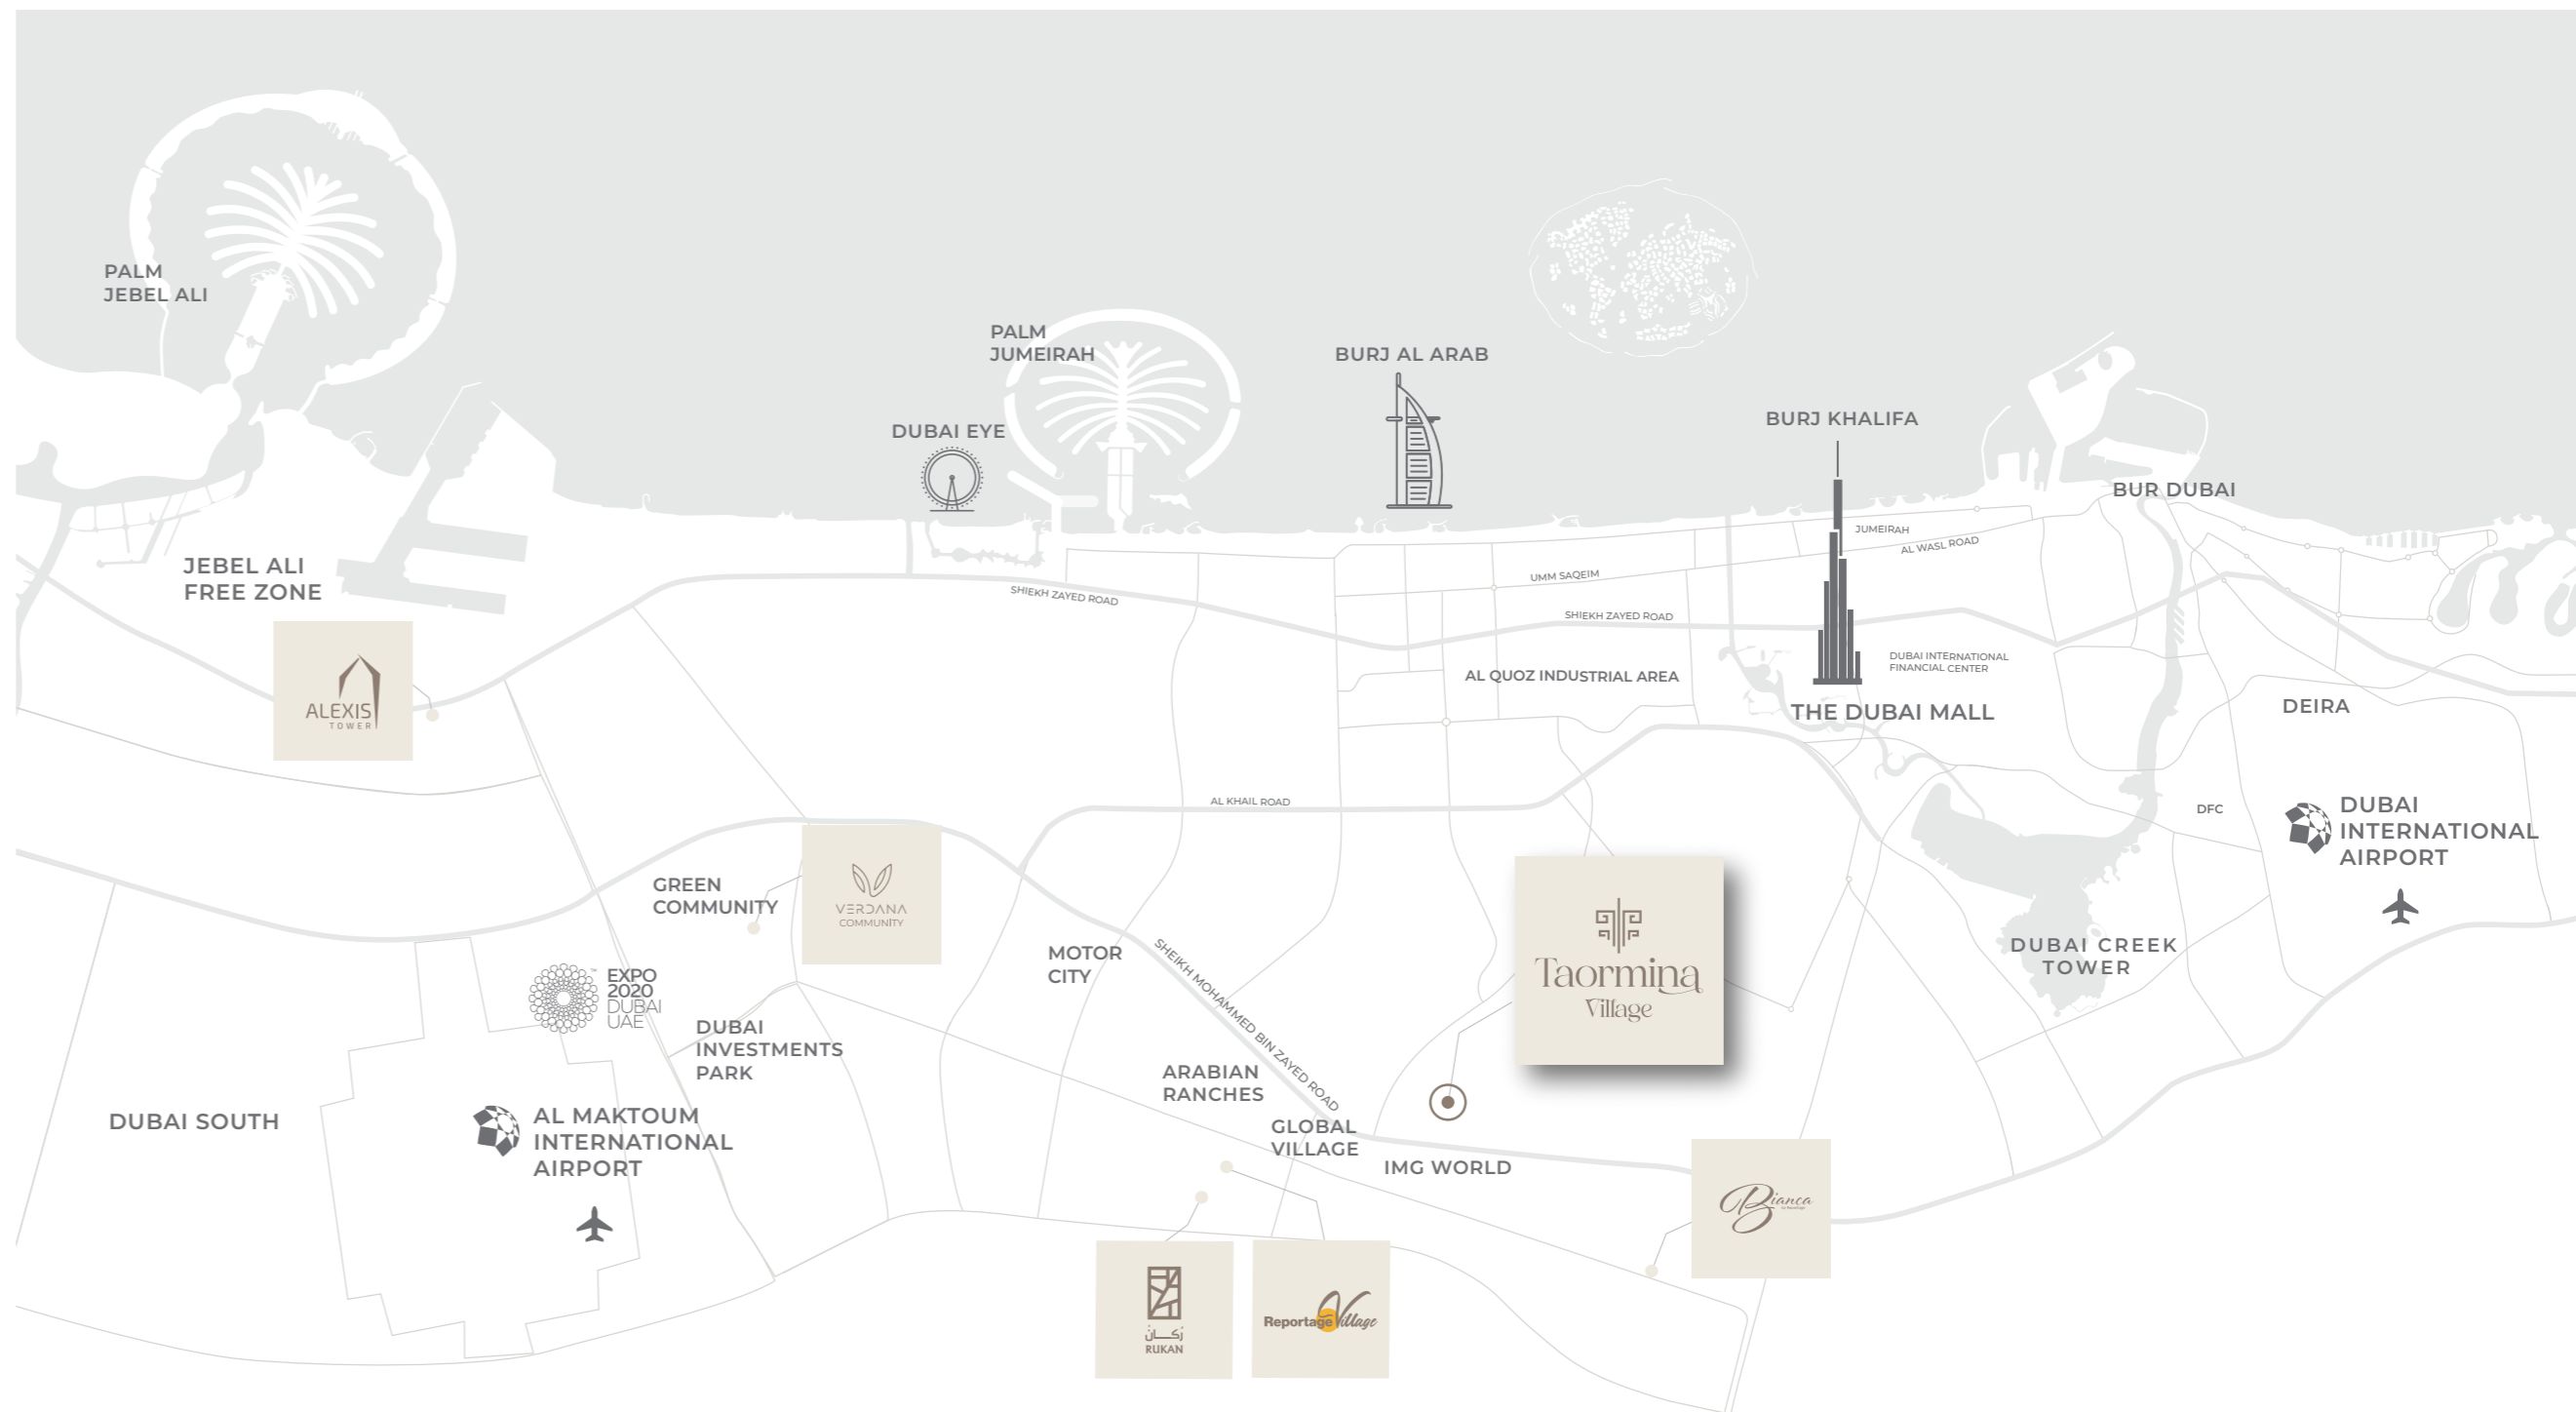 PALM
JEBEL ALI
PALM
JUMEIRAH
BURJ AL ARAB
DUBAI EYE
BURJ KHALIFA
BUR DUBAI
JUMEIRAH
AL WASL ROAD
JEBEL ALI
FREE ZONE
UMM SAQEIM
SHIEKH ZAYED ROAD
SHIEKH ZAYED ROAD
DUBAI INTERNATIONAL
FINANCIAL CENTER
AL QUOZ INDUSTRIAL AREA
ALEXIS
TOWER
THE DUBAI MALL
DEIRA
AL KHAIL ROAD
DFC
DUBAI
INTERNATIONAL
AIRPORT
GREEN
COMMUNITY
VERDANA
COMMUNITY
MOTOR
CITY
SHEIKH MOHAMMED BIN ZAYED ROAD
Taormina
Village
DUBAI CREEK
TOWER
EXPO
2020
DUBAI
UAE
™
DUBAI
INVESTMENTS
PARK
ARABIAN
RANCHES
DUBAI SOUTH
AL MAKTOUM
INTERNATIONAL
AIRPORT
GLOBAL
VILLAGE
IMG WORLD
Bianca
by Reportage
رُكــانْ
RUKAN
Reportage Village